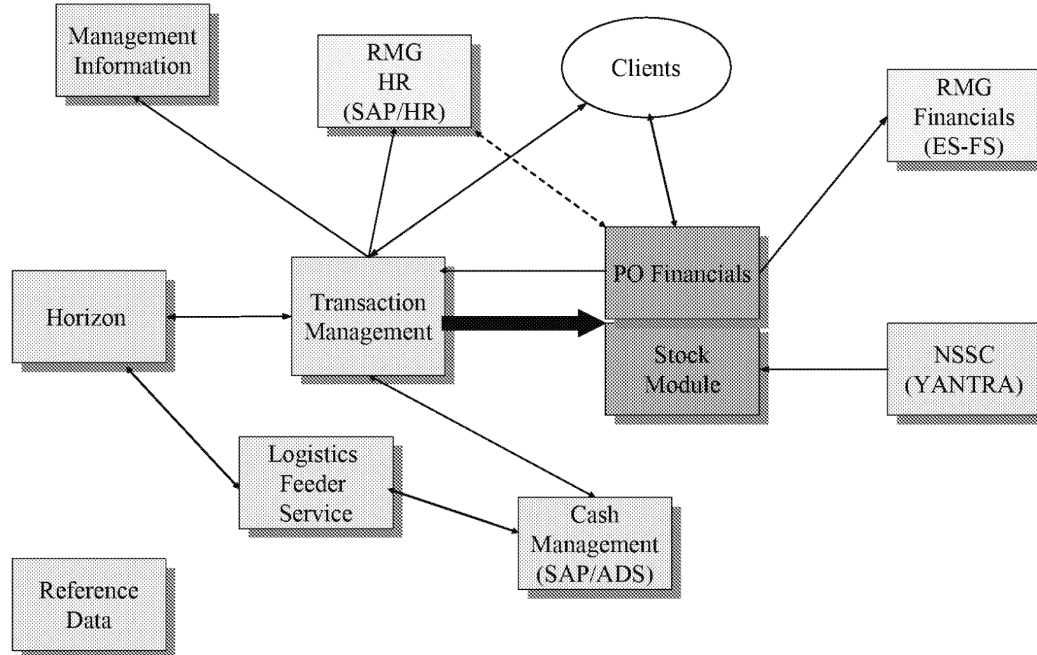 Management
Information
RMG
HR
(SAP/HR)
Clients
RMG
Financials
(ES-FS)
Horizon
Transaction
Management
PO Financials
Stock
Module
NSSC
(YANTRA)
Logistics
Feeder
Service
Cash
Management
(SAP/ADS)
Reference
Data